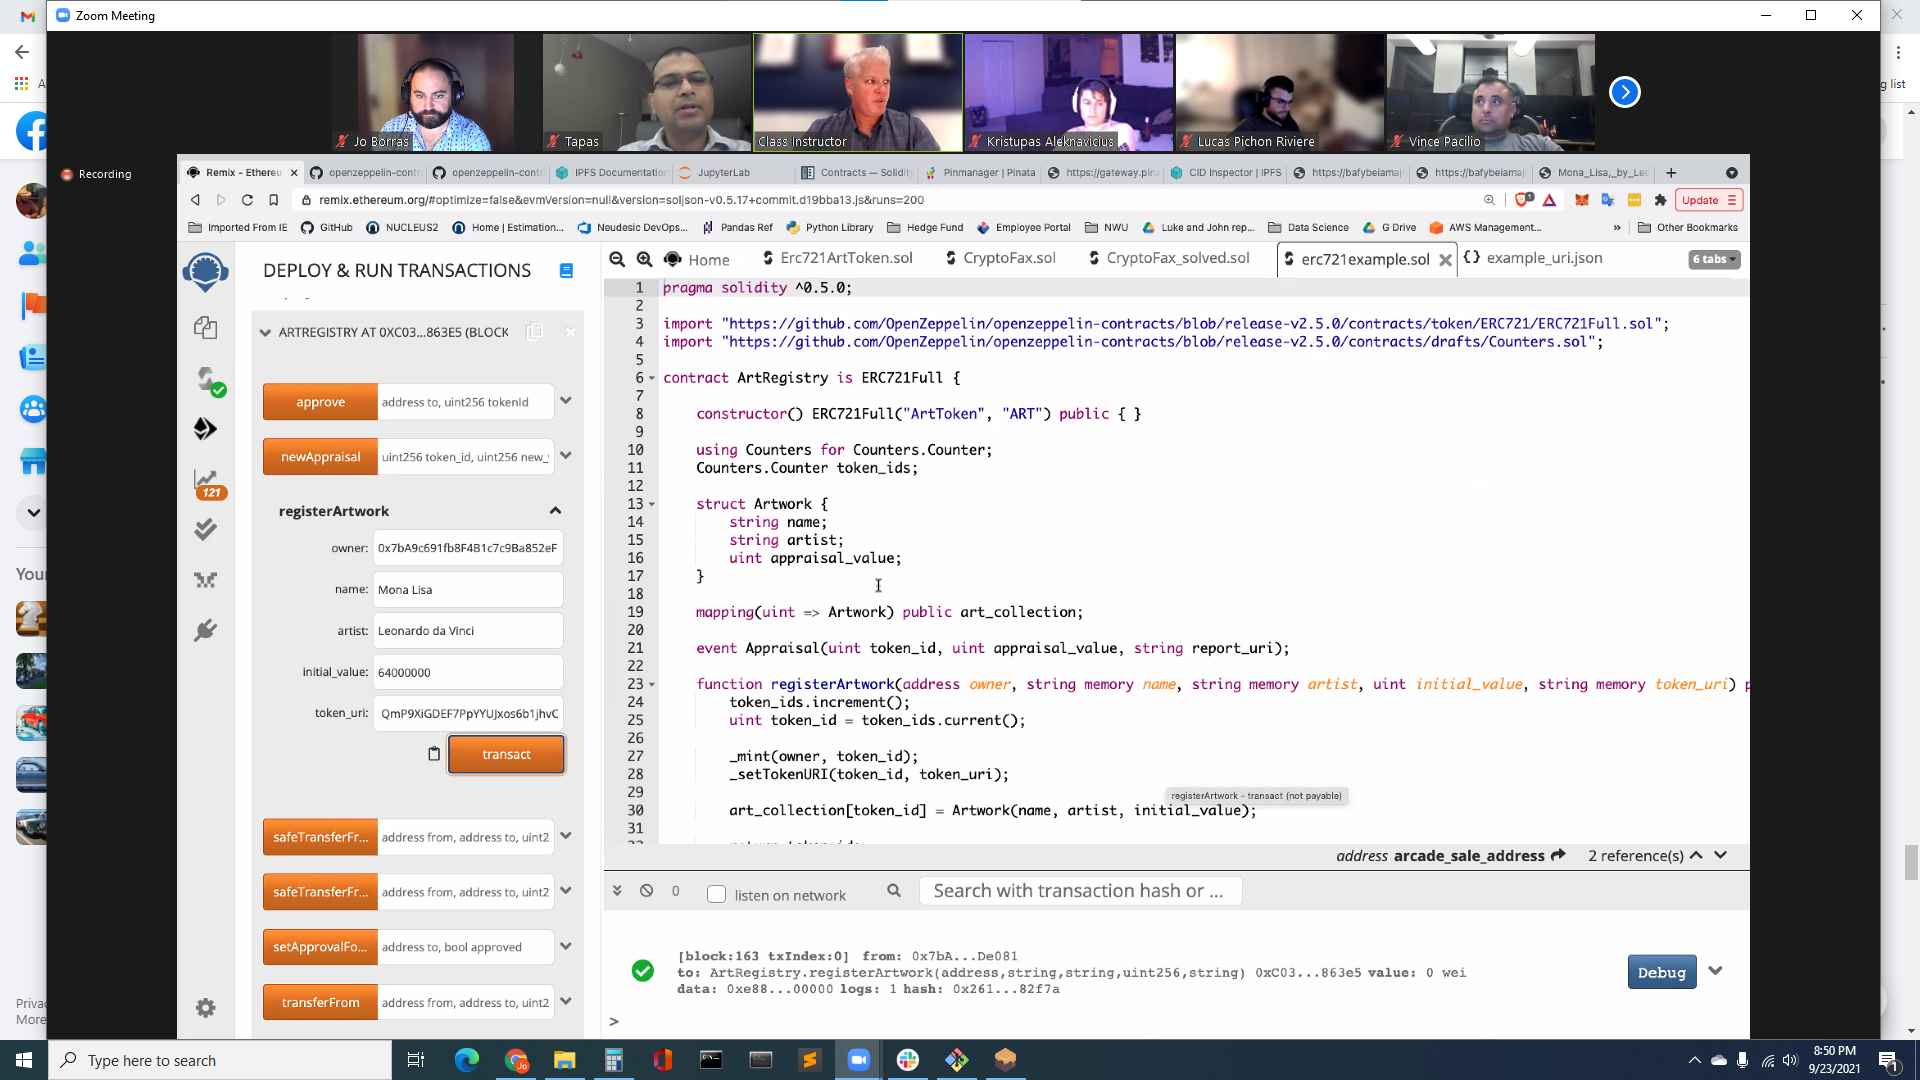 Zoom Meeting
Jo Borras
Tapas
Class Instructor
Kristupas Aleknavicius
Lucas Pichon Riviere
Vince Pacilio
g list
Recording
Remix - Ethereu
openzeppelin-contr
openzeppelin-contr
IPFS Documentation
JupyterLab
Contracts — Solidity
Pinmanager | Pinata
https://gateway.pina
CID Inspector | IPFS
https://bafybeiamaj
https://bafybeiamaj
Mona_Lisa,_by_Leo
remix.ethereum.org/#optimize=false&evmVersion=null&version=soljson-v0.5.17+commit.d19bba13.js&runs=200
Update
Imported From IE
GitHub
NUCLEUS2
Home | Estimation...
Neudesic DevOps...
Pandas Ref
Python Library
Hedge Fund
Employee Portal
NWU
Luke and John rep...
Data Science
G Drive
AWS Management...
»
Other Bookmarks
DEPLOY & RUN TRANSACTIONS
Home
Erc721ArtToken.sol
CryptoFax.sol
CryptoFax_solved.sol
erc721example.sol
example_uri.json
6 tabs
ARTREGISTRY AT 0XC03...863E5 (BLOCK
approve
address to, uint256 tokenId
newAppraisal
uint256 token_id, uint256 new_
121
registerArtwork
owner:
0x7bA9c691fb8F4B1c7c9Ba852eF
name:
Mona Lisa
artist:
Leonardo da Vinci
initial_value:
64000000
token_uri:
QmP9XiGDEF7PpYYUJxos6b1jhvC
transact
safeTransferFr...
address from, address to, uint2
safeTransferFr...
address from, address to, uint2
setApprovalFo...
address to, bool approved
transferFrom
address from, address to, uint2
1 pragma solidity ^0.5.0;
2
3 import "https://github.com/OpenZeppelin/openzeppelin-contracts/blob/release-v2.5.0/contracts/token/ERC721/ERC721Full.sol";
4 import "https://github.com/OpenZeppelin/openzeppelin-contracts/blob/release-v2.5.0/contracts/drafts/Counters.sol";
5
6 contract ArtRegistry is ERC721Full {
7
8 constructor() ERC721Full("ArtToken", "ART") public { }
9
10 using Counters for Counters.Counter;
11 Counters.Counter token_ids;
12
13 struct Artwork {
14 string name;
15 string artist;
16 uint appraisal_value;
17 }
18
19 mapping(uint => Artwork) public art_collection;
20
21 event Appraisal(uint token_id, uint appraisal_value, string report_uri);
22
23 function registerArtwork(address owner, string memory name, string memory artist, uint initial_value, string memory token_uri) p
24 token_ids.increment();
25 uint token_id = token_ids.current();
26
27 _mint(owner, token_id);
28 _setTokenURI(token_id, token_uri);
29
registerArtwork - transact (not payable)
30 art_collection[token_id] = Artwork(name, artist, initial_value);
31
address arcade_sale_address
2 reference(s)
0
listen on network
Search with transaction hash or ...
[block:163 txIndex:0] from: 0x7bA...De081
to: ArtRegistry.registerArtwork(address,string,string,uint256,string) 0xC03...863e5 value: 0 wei
data: 0xe88...00000 logs: 1 hash: 0x261...82f7a
Debug
>
You
Priva
More
Type here to search
8:50 PM
9/23/2021
1